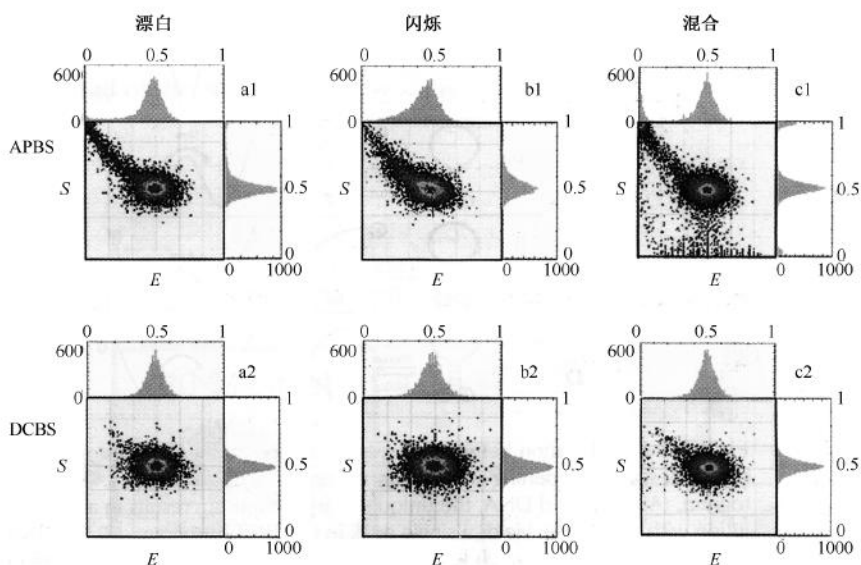 漂白 闪烁 混合
0 0.5 1 0 0.5 1 0 0.5 1
600 600 600
a1 b1 c1
0 1 0 1 0 1
APBS
S 0.5 S 0.5 S 0.5
0 0 0
E 0 1000 E 0 1000 E 0 1000
0 0.5 1 0 0.5 1 0 0.5 1
600 600 600
a2 b2 c2
0 1 0 1 0 1
DCBS
S 0.5 S 0.5 S 0.5
0 0 0
E 0 1000 E 0 1000 E 0 1000